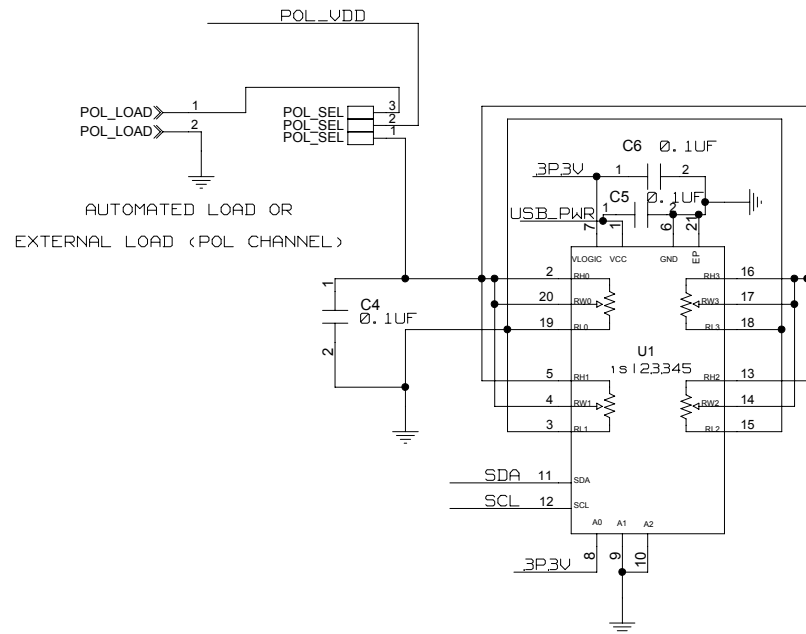 POL_VDD
POL_LOAD 1
POL_LOAD 2
POL_SEL 3
POL_SEL 2
POL_SEL 1
AUTOMATED LOAD OR
EXTERNAL LOAD (POL CHANNEL)
C6 0.1UF
3P3V 1 2
C5 0.1UF
USB_PWR 1 2
7 1 6 21
VLOGIC VCC GND EP
2 RH0 RH3 16
20 RW0 RW3 17
19 RL0 RL3 18
1
C4
0.1UF
2
U1
isl23345
5 RH1 RH2 13
4 RW1 RW2 14
3 RL1 RL2 15
SDA 11 SDA
SCL 12 SCL
A0 A1 A2
8 9 10
3P3V